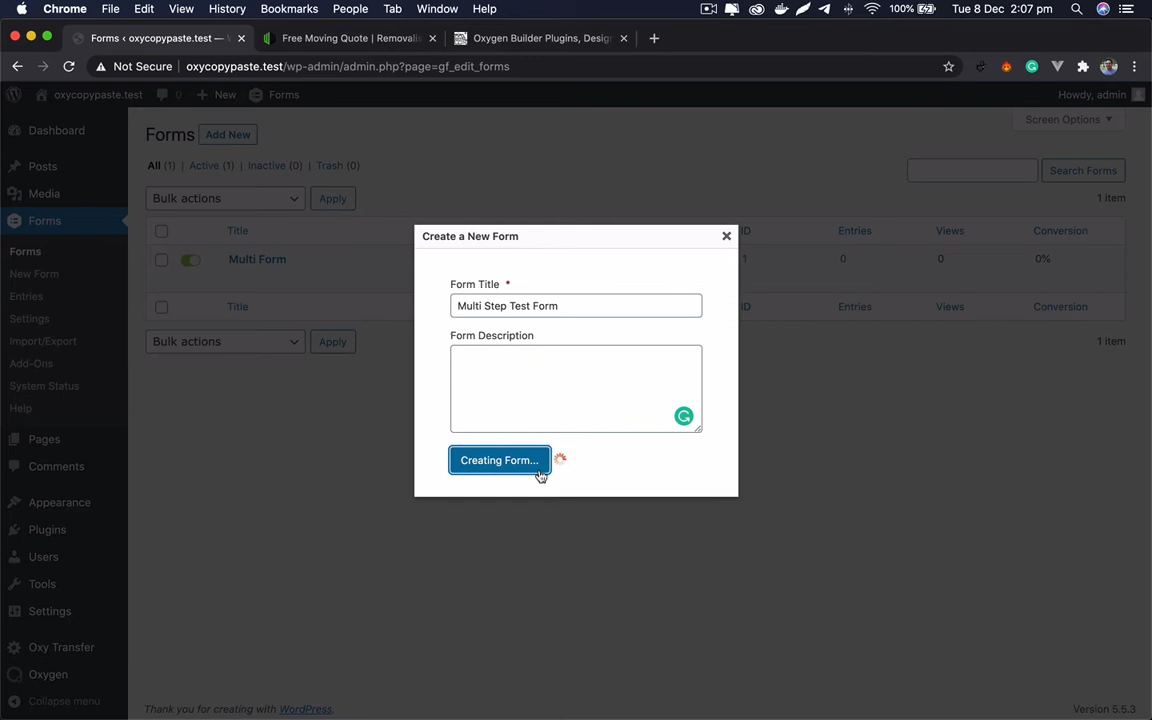 Chrome File Edit View History Bookmarks People Tab Window Help 100% Tue 8 Dec 2:07 pm
Forms ‹ oxycopypaste.test — Free Moving Quote | Removalis Oxygen Builder Plugins, Desig
Not Secure oxycopypaste.test/wp-admin/admin.php?page=gf_edit_forms
oxycopypaste.test 0 New Forms Howdy, admin
Screen Options
Dashboard
Posts
Media
Forms
Forms
New Form
Entries
Settings
Import/Export
Add-Ons
System Status
Help
Pages
Comments
Appearance
Plugins
Users
Tools
Settings
Oxy Transfer
Oxygen
Collapse menu
Forms Add New
All (1) | Active (1) | Inactive (0) | Trash (0)
Search Forms
Bulk actions Apply 1 item
Title ID Entries Views Conversion
Multi Form 1 0 0 0%
Title ID Entries Views Conversion
Bulk actions Apply 1 item
Create a New Form
Form Title *
Multi Step Test Form
Form Description
Creating Form...
Thank you for creating with WordPress. Version 5.5.3